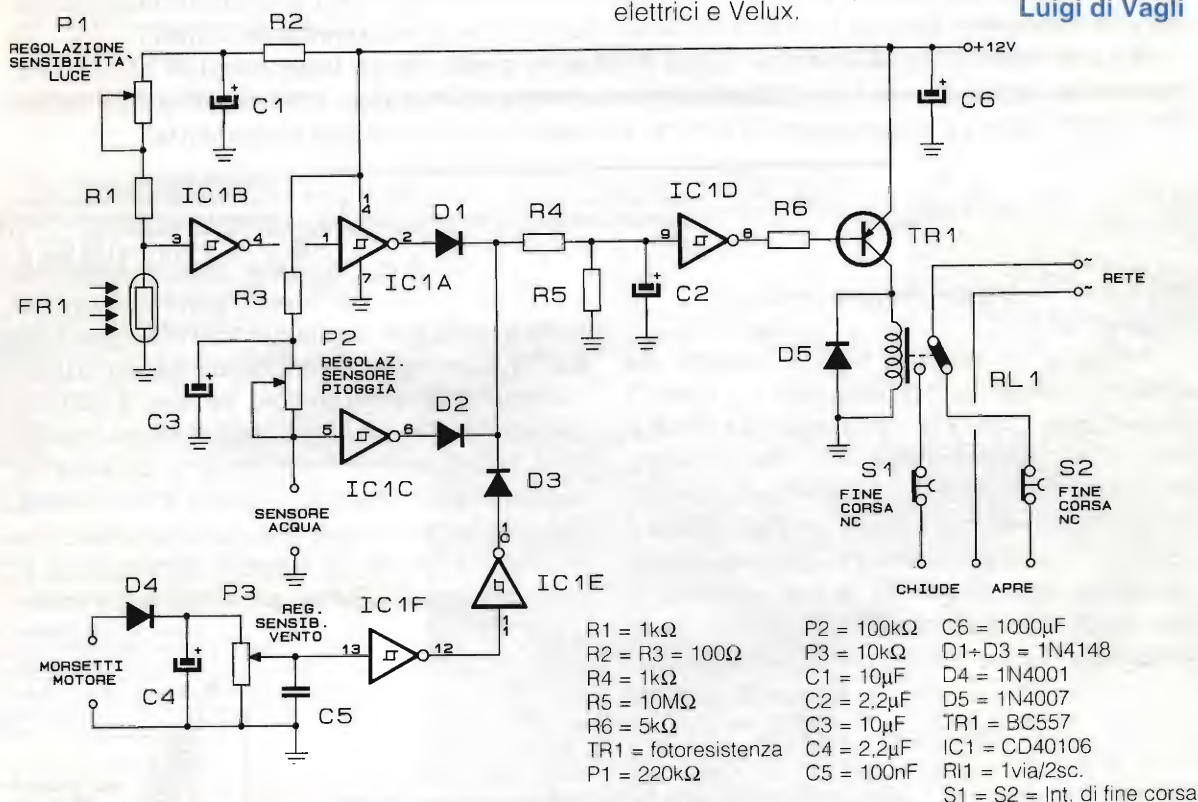 elettrici e Velux.
Luigi di Vagli
P1
REGOLAZIONE
SENSIBILITA'
LUCE
R2
C1
O+12V
C6
R1
IC1B
3
4
FR1
1
4
1
2
7
IC1A
R3
C3
P2
REGOLAZ.
SENSORE
PIOGGIA
5
6
IC1C
SENSORE
ACQUA
D1
D2
D3
R4
R5
C2
IC1D
9
8
R6
TR1
D5
RL1
~
~
RETE
S1
FINE
CORSA
NC
S2
FINE
CORSA
NC
CHIUDE
APRE
D4
P3
REG.
SENSIB.
VENTO
MORSETTI
MOTORE
C4
C5
IC1F
13
12
IC1E
10
11
R1 = 1kΩ
R2 = R3 = 100Ω
R4 = 1kΩ
R5 = 10MΩ
R6 = 5kΩ
TR1 = fotoresistenza
P1 = 220kΩ
P2 = 100kΩ
P3 = 10kΩ
C1 = 10µF
C2 = 2,2µF
C3 = 10µF
C4 = 2,2µF
C5 = 100nF
C6 = 1000µF
D1÷D3 = 1N4148
D4 = 1N4001
D5 = 1N4007
TR1 = BC557
IC1 = CD40106
Rl1 = 1via/2sc.
S1 = S2 = Int. di fine corsa